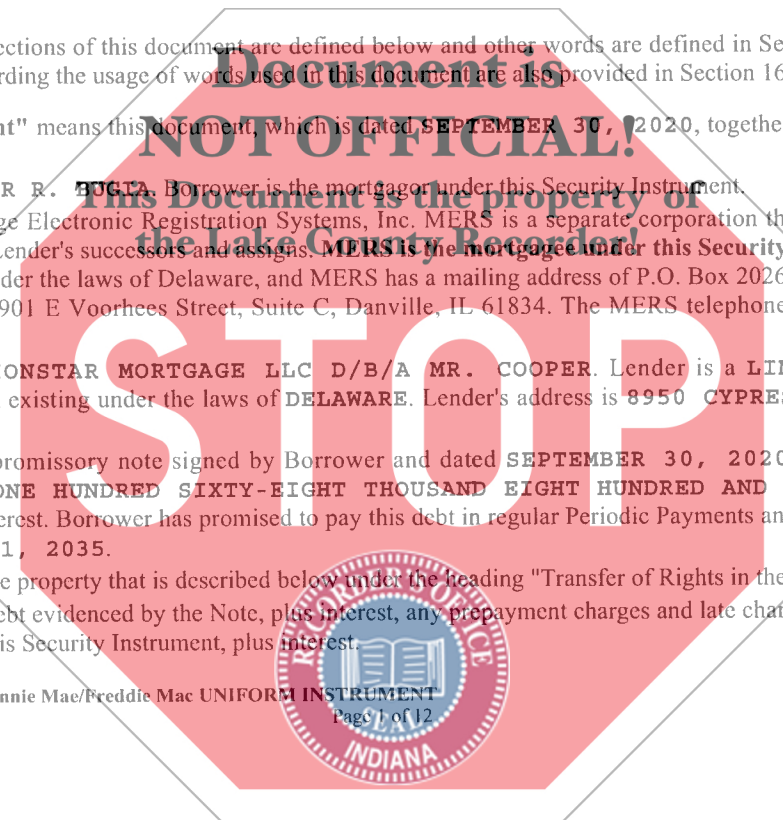 ections of this document are defined below and other words are defined in Se
rding the usage of words used in this document are also provided in Section 16
Document is
nt" means this document, which is dated SEPTEMBER 30, 2020, togethe
NOT OFFICIAL!
R R. BUGIA. Borrower is the mortgagor under this Security Instrument.
This Document is the property of
ge Electronic Registration Systems, Inc. MERS is a separate corporation th
the Lake County Recorder!
Lender's successors and assigns. MERS is the mortgagee under this Security
der the laws of Delaware, and MERS has a mailing address of P.O. Box 2026
901 E Voorhees Street, Suite C, Danville, IL 61834. The MERS telephone
STOP
IONSTAR MORTGAGE LLC D/B/A MR. COOPER. Lender is a LI
existing under the laws of DELAWARE. Lender's address is 8950 CYPRE
promissory note signed by Borrower and dated SEPTEMBER 30, 2020
ONE HUNDRED SIXTY-EIGHT THOUSAND EIGHT HUNDRED AND
erest. Borrower has promised to pay this debt in regular Periodic Payments an
1, 2035.
e property that is described below under the heading "Transfer of Rights in the
ebt evidenced by the Note, plus interest, any prepayment charges and late char
is Security Instrument, plus interest.
nnie Mae/Freddie Mac UNIFORM INSTRUMENT
Page 1 of 12
RECORDER'S OFFICE
SEAL
INDIANA